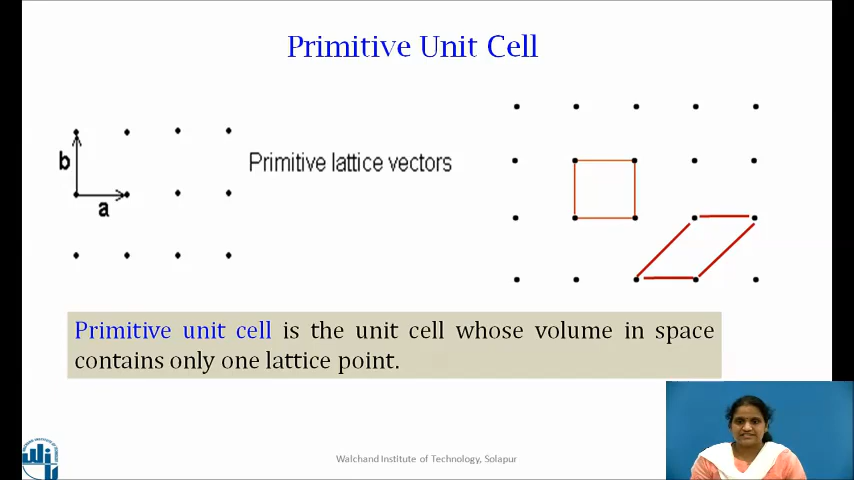 Primitive Unit Cell
b
Primitive lattice vectors
a
Primitive unit cell is the unit cell whose volume in space
contains only one lattice point.
Walchand Institute of Technology, Solapur